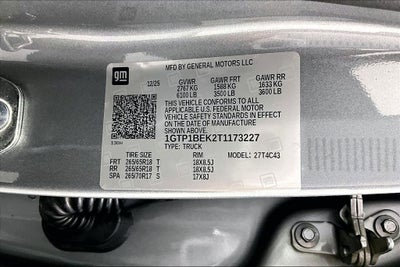 gm
MFD BY GENERAL MOTORS LLC
12/25 GVWR GAWR FRT GAWR RR
2767 KG 1588 KG 1633 KG
6100 LB 3500 LB 3600 LB
THIS VEHICLE CONFORMS TO ALL
APPLICABLE U.S. FEDERAL MOTOR
VEHICLE SAFETY STANDARDS IN EFFECT
ON THE DATE OF MANUFACTURE
SHOWN ABOVE.
1GTP1BEK2T1173227
TYPE: TRUCK
TIRE SIZE RIM MODEL: 27T4C43
FRT 265/65R18 T 18X8.5J
RR 265/65R18 T 18X8.5J
SPA 265/70R17 S 17X8J